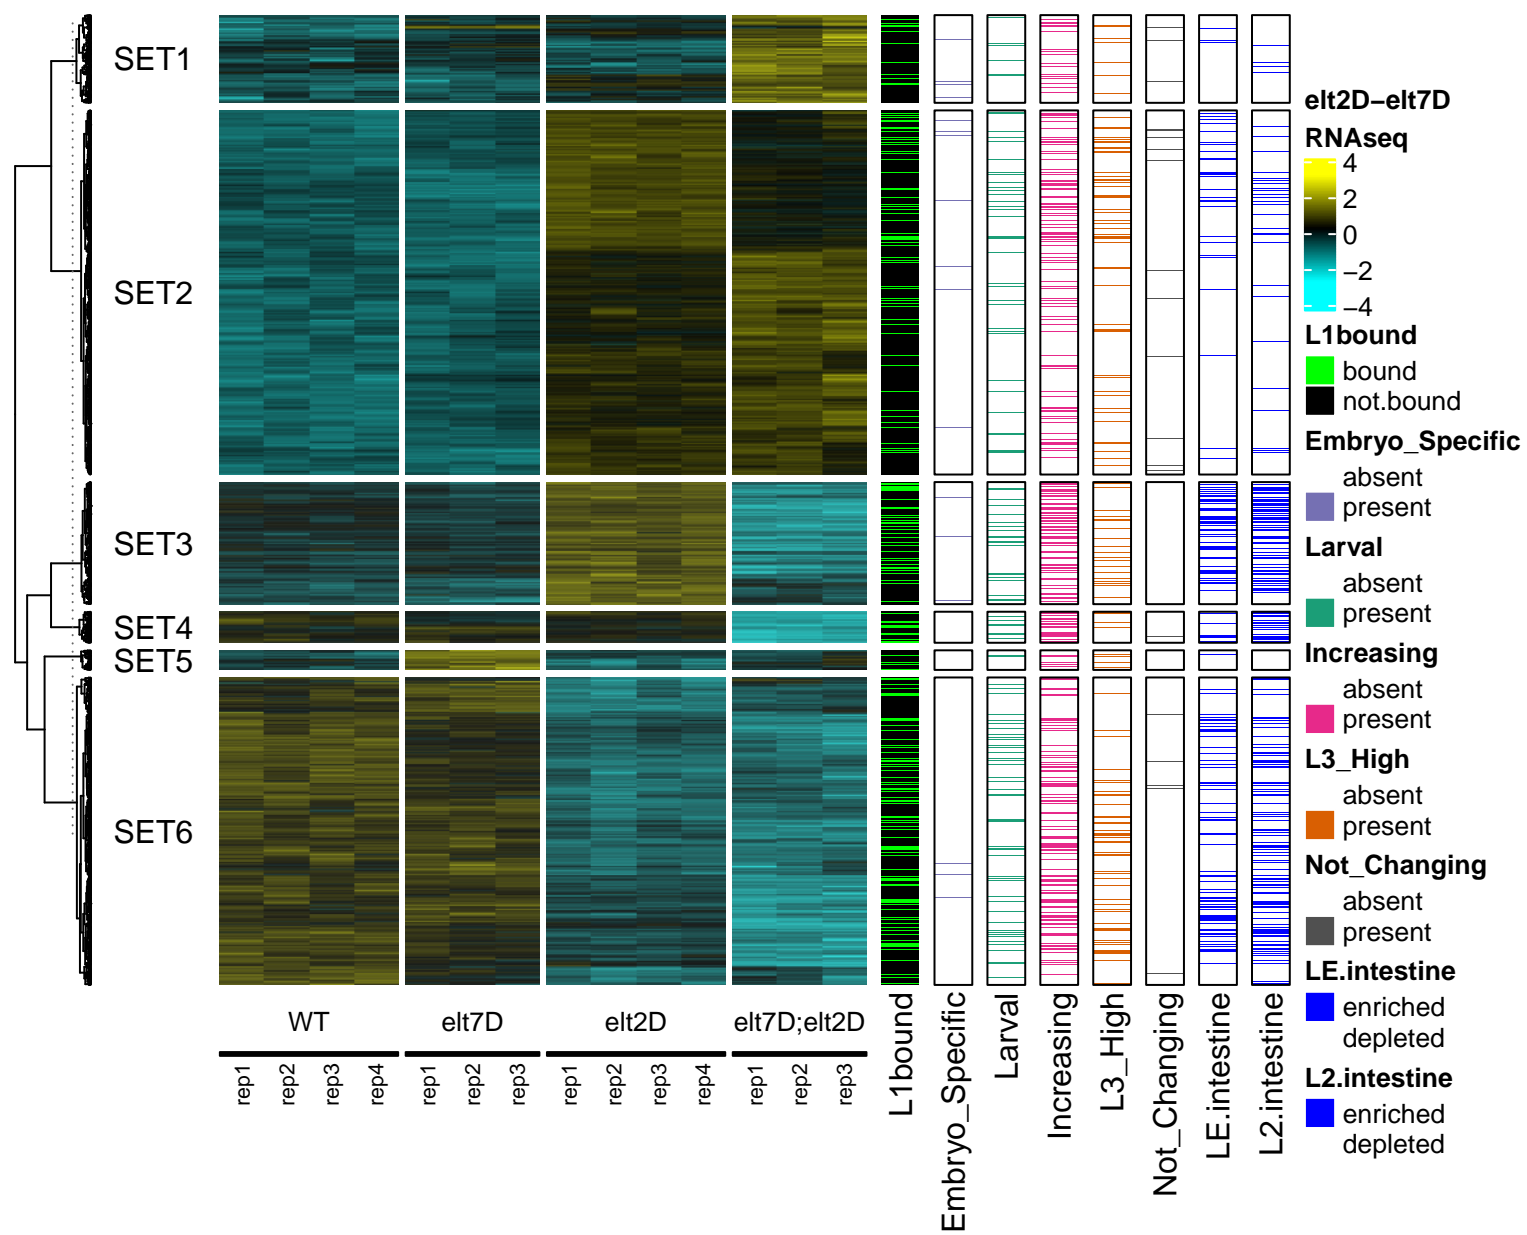 SET1
SET2
SET3
SET4
SET5
SET6
WT
elt7D
elt2D
elt7D;elt2D
rep1
rep2
rep3
rep4
rep1
rep2
rep3
rep1
rep2
rep3
rep4
rep1
rep2
rep3
L1bound
Embryo_Specific
Larval
Increasing
L3_High
Not_Changing
LE.intestine
L2.intestine
elt2D−elt7D
RNAseq
4
2
0
−2
−4
L1bound
bound
not.bound
Embryo_Specific
absent
present
Larval
absent
present
Increasing
absent
present
L3_High
absent
present
Not_Changing
absent
present
LE.intestine
enriched
depleted
L2.intestine
enriched
depleted